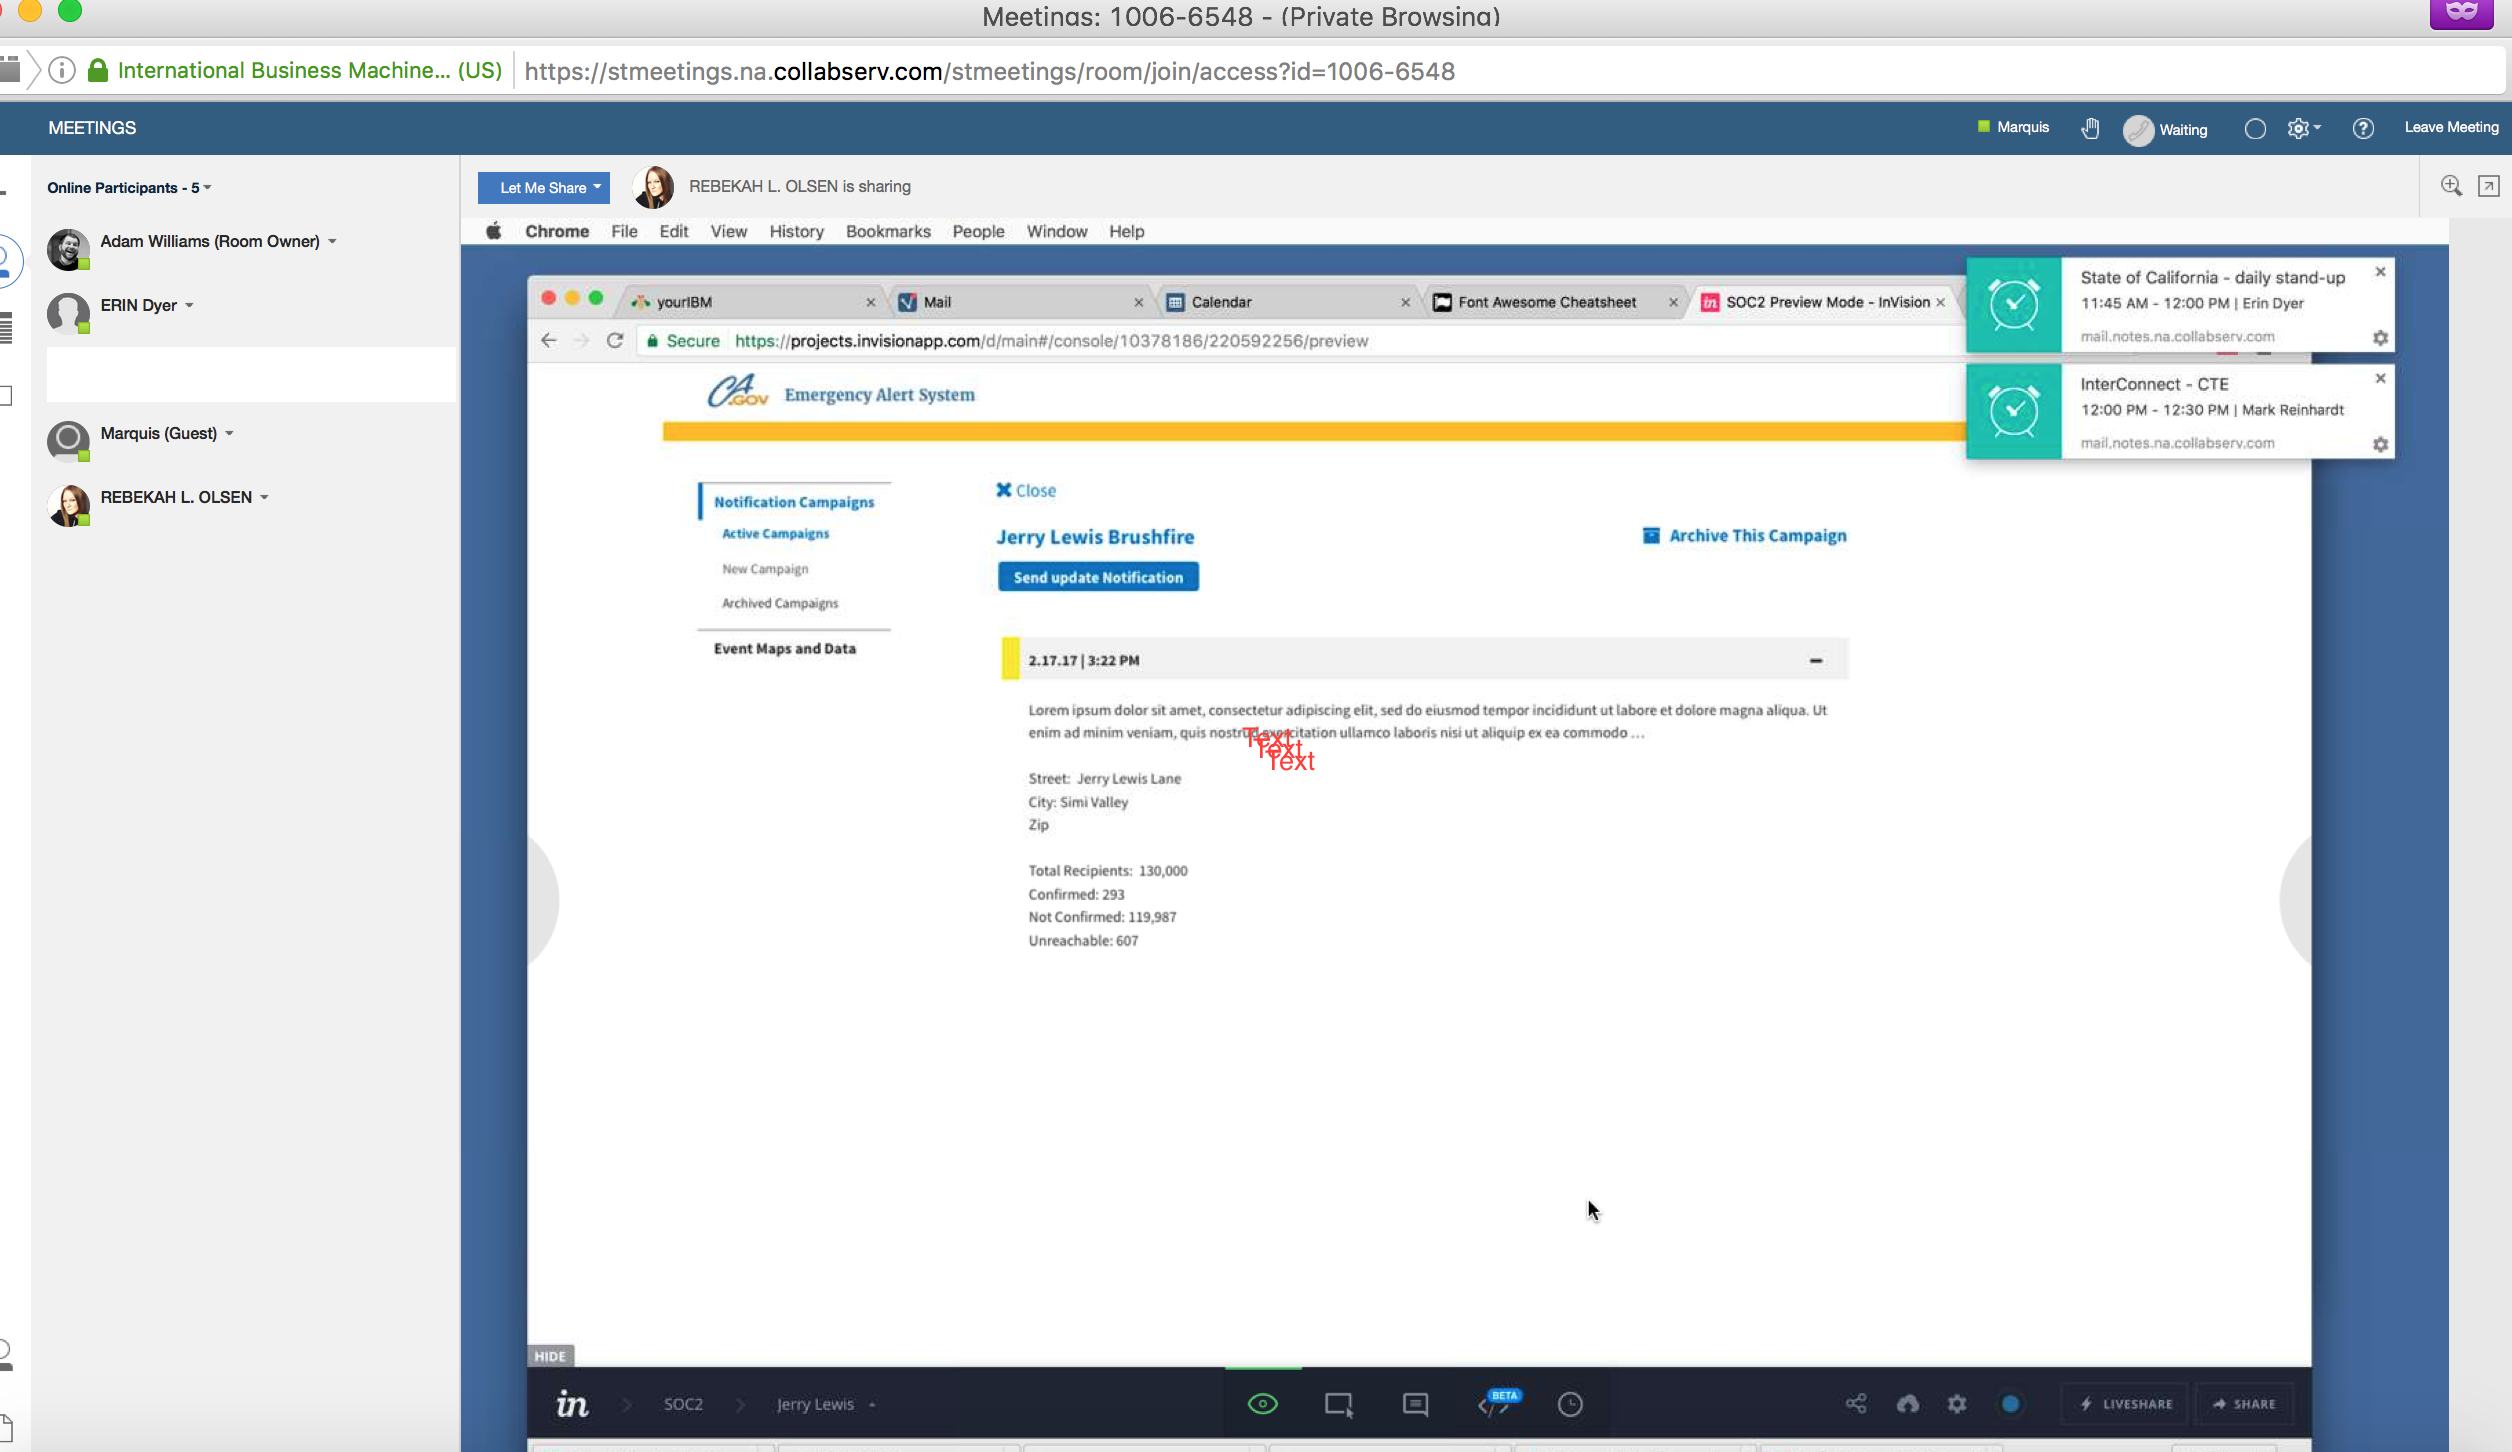 Meetings: 1006-6548 - (Private Browsing)
International Business Machine... (US) https://stmeetings.na.collabserv.com/stmeetings/room/join/access?id=1006-6548
MEETINGS
Marquis
Waiting
Leave Meeting
Online Participants - 5
Adam Williams (Room Owner)
ERIN Dyer
Marquis (Guest)
REBEKAH L. OLSEN
Let Me Share
REBEKAH L. OLSEN is sharing
Chrome File Edit View History Bookmarks People Window Help
yourIBM
Mail
Calendar
Font Awesome Cheatsheet
SOC2 Preview Mode - InVision
Secure https://projects.invisionapp.com/d/main#/console/10378186/220592256/preview
State of California - daily stand-up
11:45 AM - 12:00 PM | Erin Dyer
mail.notes.na.collabserv.com
InterConnect - CTE
12:00 PM - 12:30 PM | Mark Reinhardt
mail.notes.na.collabserv.com
CA.GOV Emergency Alert System
Notification Campaigns
Active Campaigns
New Campaign
Archived Campaigns
Event Maps and Data
Close
Jerry Lewis Brushfire
Archive This Campaign
Send update Notification
2.17.17 | 3:22 PM
Lorem ipsum dolor sit amet, consectetur adipiscing elit, sed do eiusmod tempor incididunt ut labore et dolore magna aliqua. Ut
enim ad minim veniam, quis nostrud exercitation ullamco laboris nisi ut aliquip ex ea commodo ...
Text
Text
Text
Street: Jerry Lewis Lane
City: Simi Valley
Zip
Total Recipients: 130,000
Confirmed: 293
Not Confirmed: 119,987
Unreachable: 607
HIDE
in
SOC2
Jerry Lewis
BETA
LIVESHARE
SHARE